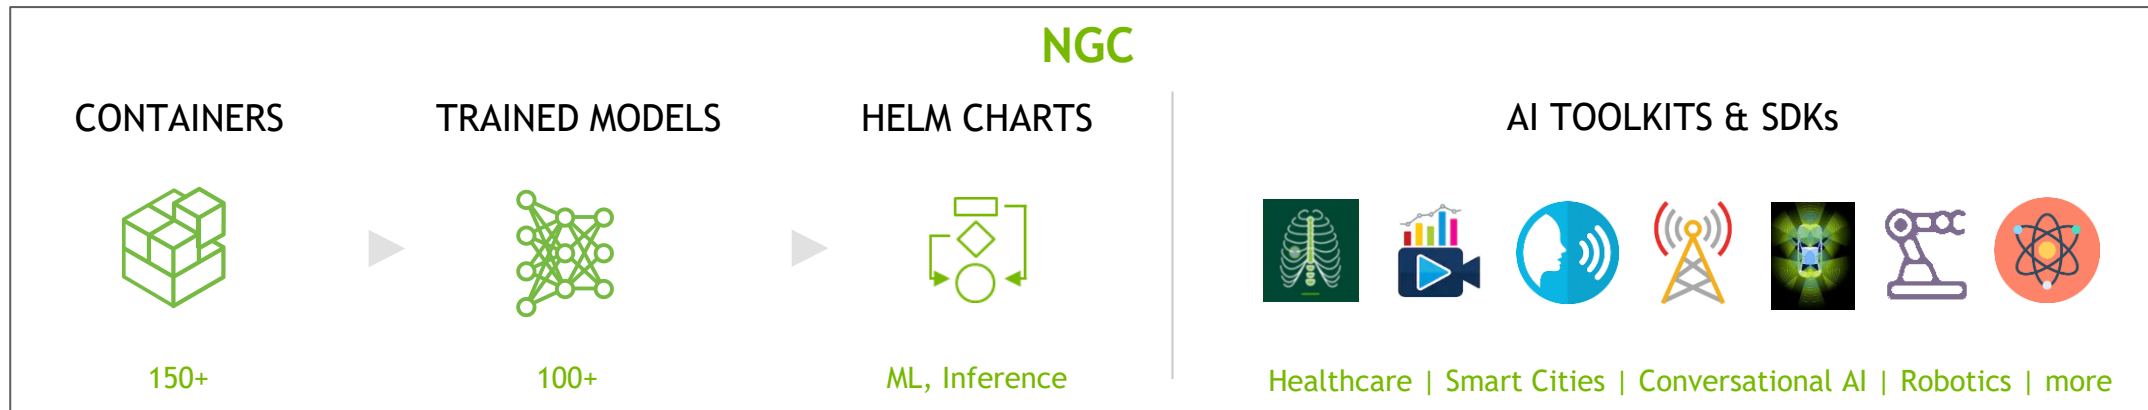 NGC
CONTAINERS
150+
TRAINED MODELS
100+
HELM CHARTS
ML, Inference
AI TOOLKITS & SDKs
Healthcare | Smart Cities | Conversational AI | Robotics | more